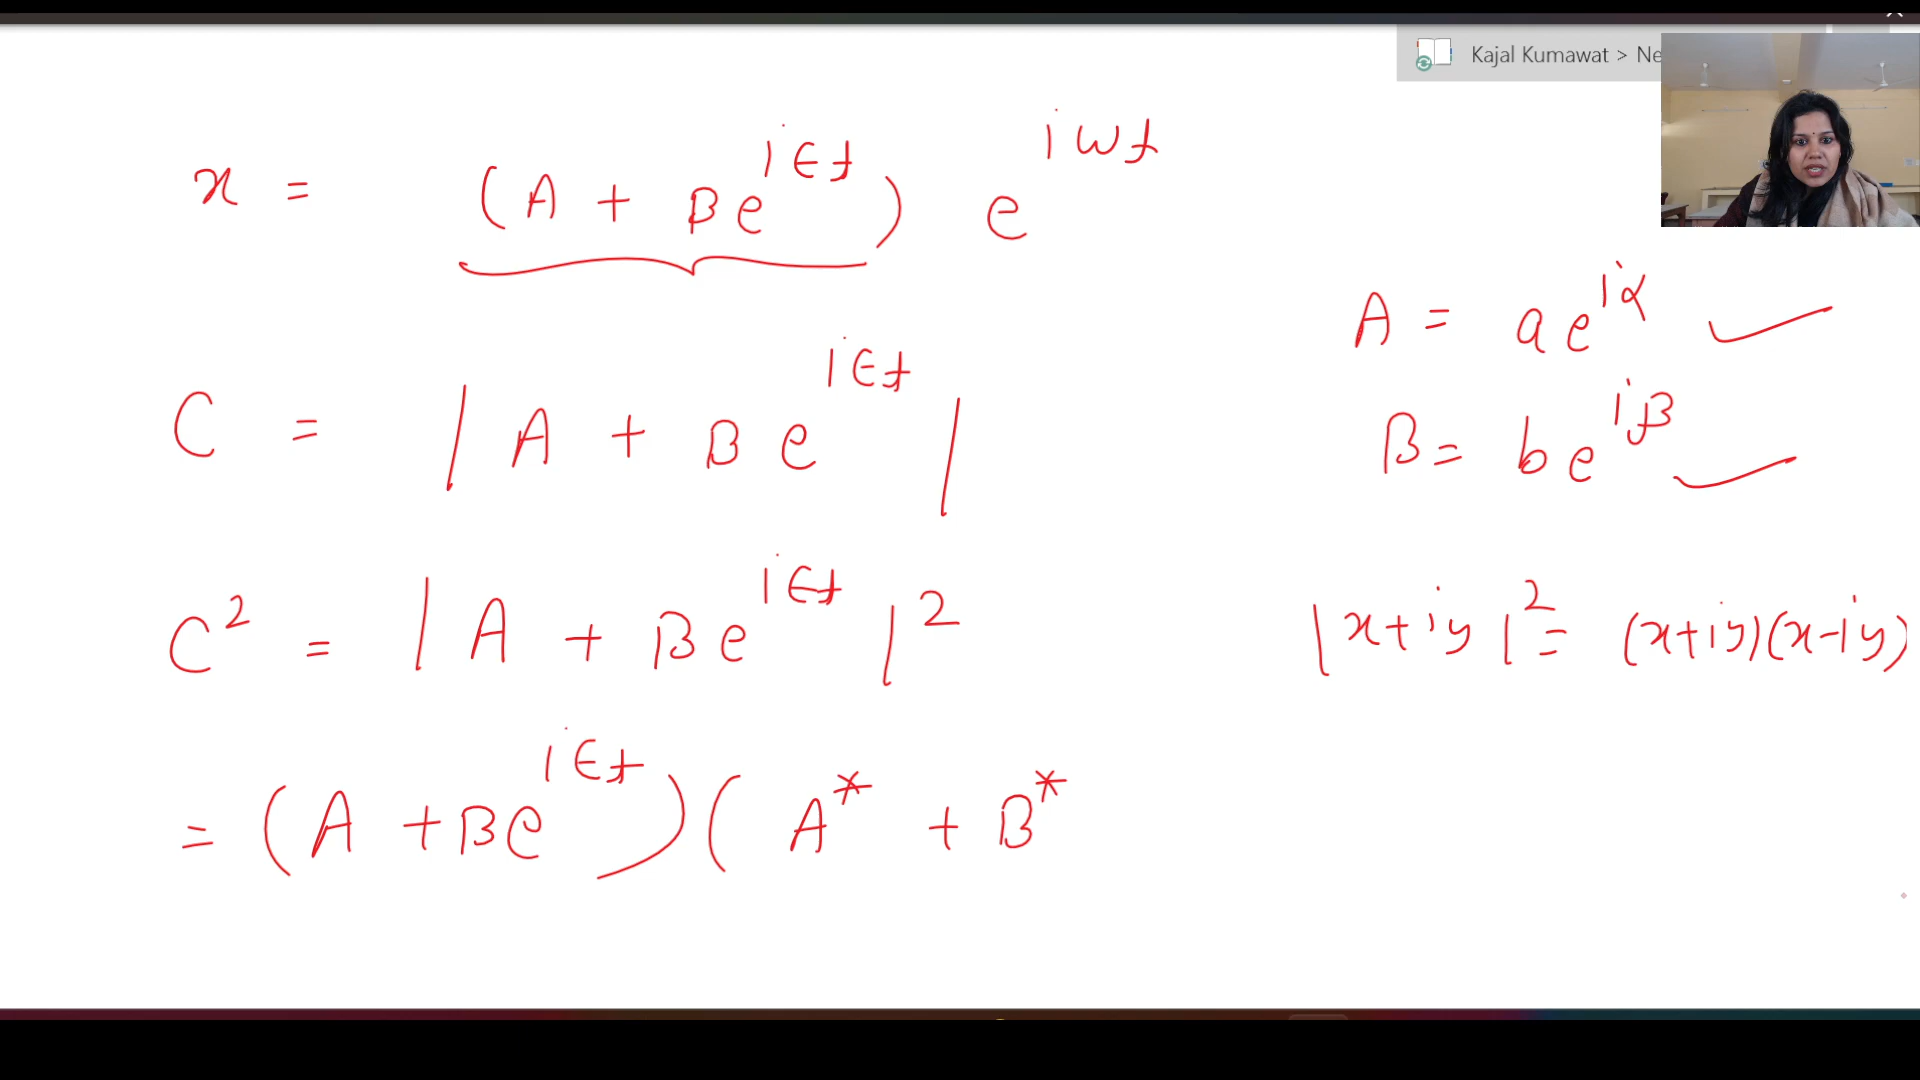 Kajal Kumawat > Ne
x = (A + Be^{iϵt}) e^{iωt}
A = ae^{iα}
C = |A + Be^{iϵt}|
B = be^{iβ}
C² = |A + Be^{iϵt}|²
|x+iy|² = (x+iy)(x-iy)
= (A + Be^{iϵt})(A* + B*